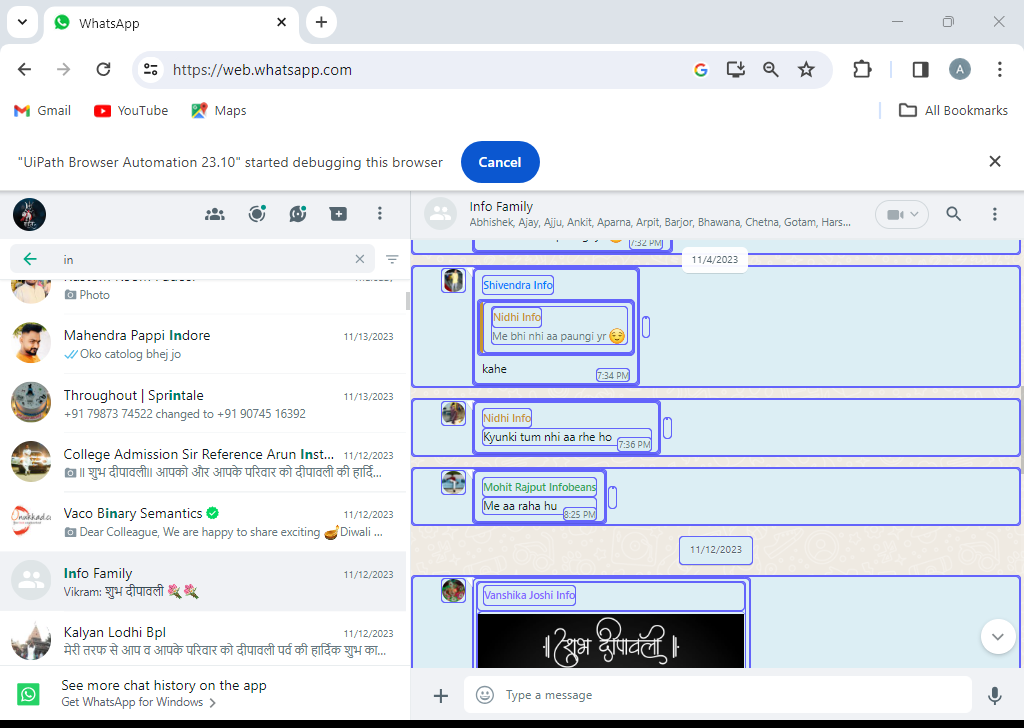 WhatsApp
https://web.whatsapp.com
A
Gmail
YouTube
Maps
All Bookmarks
"UiPath Browser Automation 23.10" started debugging this browser
Cancel
in
Photo
Mahendra Pappi Indore
11/13/2023
Oko catolog bhej jo
Throughout | Sprintale
11/13/2023
+91 79873 74522 changed to +91 90745 16392
College Admission Sir Reference Arun Inst...
11/12/2023
॥ शुभ दीपावली॥ आपको और आपके परिवार को दीपावली की हार्दि...
Vaco Binary Semantics
11/12/2023
Dear Colleague, We are happy to share exciting 🪔Diwali ...
Info Family
11/12/2023
Vikram: शुभ दीपावली 💐💐
Kalyan Lodhi Bpl
11/12/2023
मेरी तरफ से आप व आपके परिवार को दीपावली पर्व की हार्दिक शुभ का...
See more chat history on the app
Get WhatsApp for Windows
Info Family
Abhishek, Ajay, Ajju, Ankit, Aparna, Arpit, Barjor, Bhawana, Chetna, Gotam, Hars...
7:32 PM
11/4/2023
Shivendra Info
Nidhi Info
Me bhi nhi aa paungi yr 😌
kahe
7:34 PM
Nidhi Info
Kyunki tum nhi aa rhe ho
7:36 PM
Mohit Rajput Infobeans
Me aa raha hu
8:25 PM
11/12/2023
Vanshika Joshi Info
॥शुभ दीपावली॥
Type a message